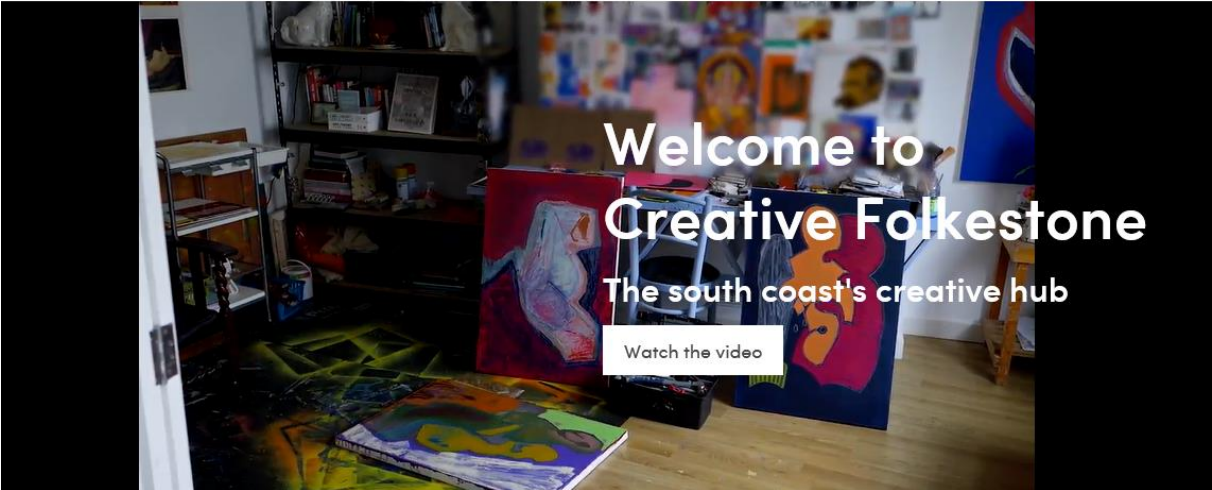 Welcome to
Creative Folkestone
The south coast's creative hub
Watch the video